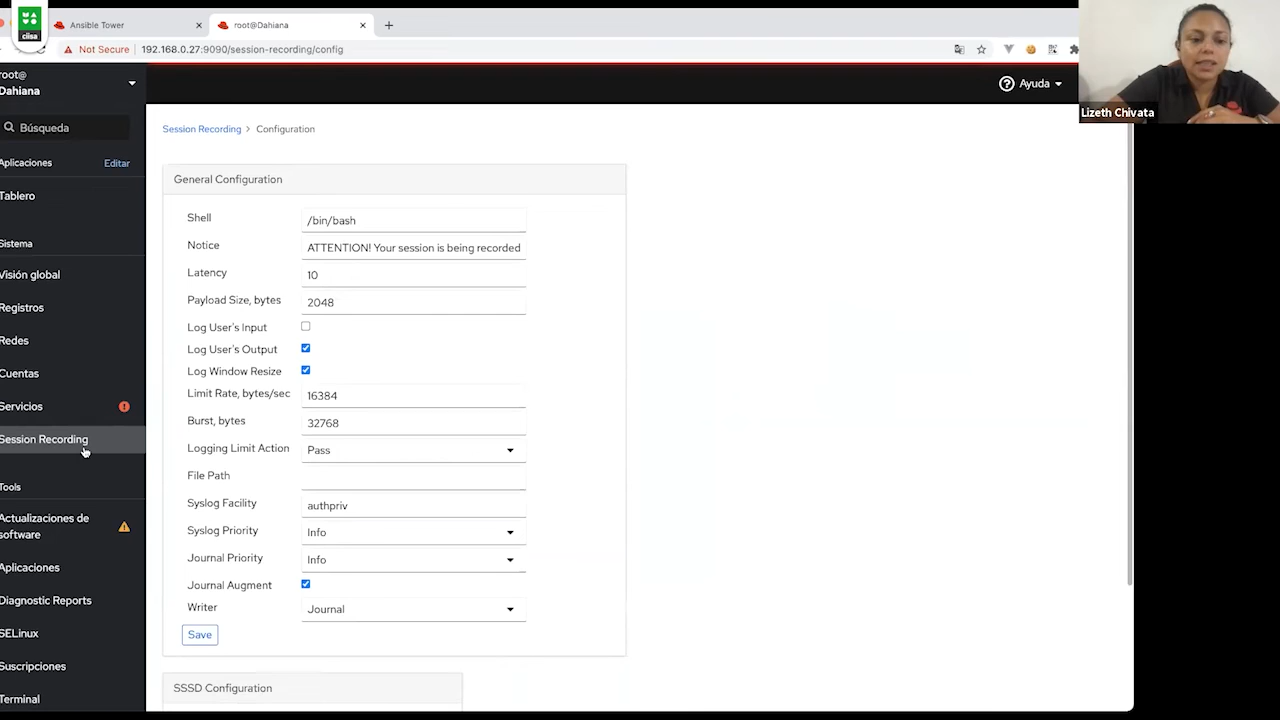 clisa
Ansible Tower
root@Dahiana
Not Secure
192.168.0.27:9090/session-recording/config
root@
Dahiana
Búsqueda
Aplicaciones
Editar
Tablero
Sistema
Visión global
Registros
Redes
Cuentas
Servicios
Session Recording
Tools
Actualizaciones de
software
Aplicaciones
Diagnostic Reports
SELinux
Suscripciones
Terminal
Ayuda
Lizeth Chivata
Session Recording > Configuration
General Configuration
Shell /bin/bash
Notice ATTENTION! Your session is being recorded
Latency 10
Payload Size, bytes 2048
Log User's Input
Log User's Output
Log Window Resize
Limit Rate, bytes/sec 16384
Burst, bytes 32768
Logging Limit Action Pass
File Path
Syslog Facility authpriv
Syslog Priority Info
Journal Priority Info
Journal Augment
Writer Journal
Save
SSSD Configuration